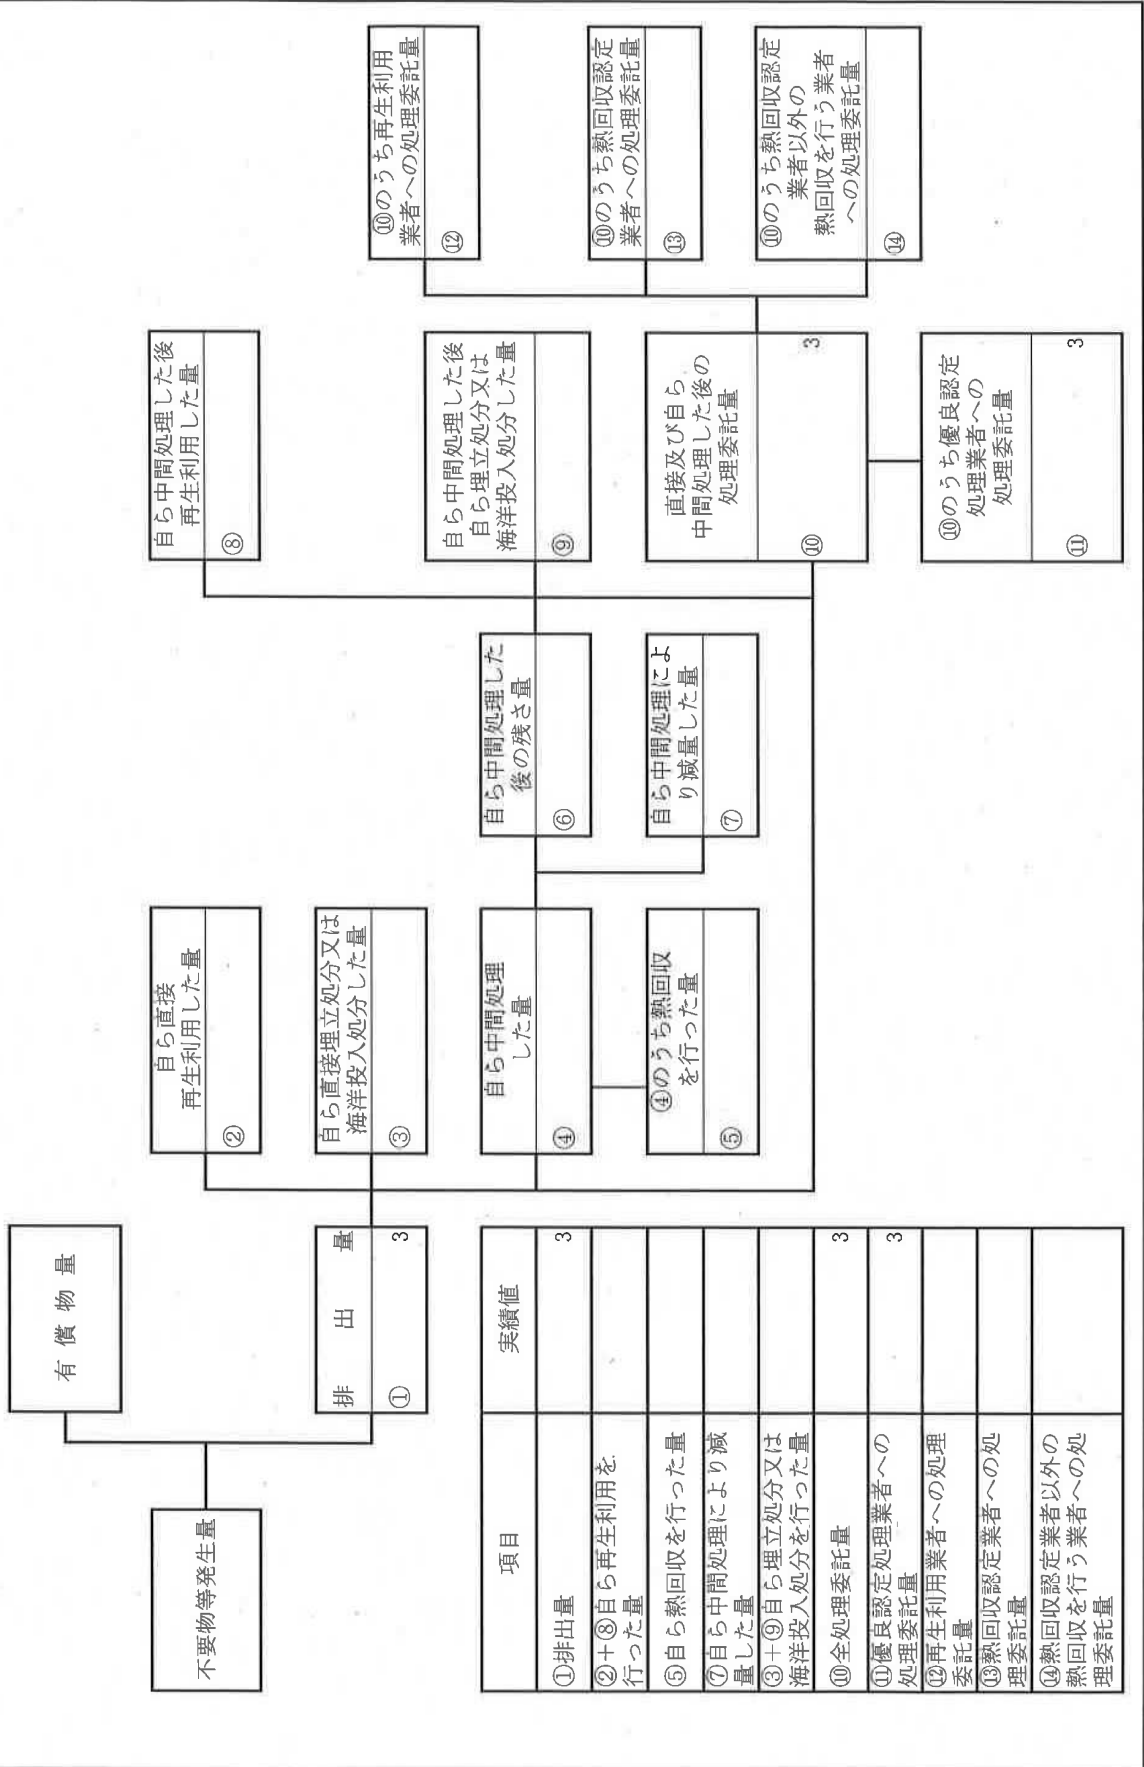 有償物量
不要物等発生量
排出量
① 3
自ら直接
再生利用した量
②
自ら直接埋立処分又は
海洋投入処分した量
③
自ら中間処理
した量
④
④のうち熱回収
を行った量
⑤
自ら中間処理した
後の残さ量
⑥
自ら中間処理によ
り減量した量
⑦
自ら中間処理した後
再生利用した量
⑧
自ら中間処理した後
自ら埋立処分又は
海洋投入処分した量
⑨
直接及び自ら
中間処理した後の
処理委託量
⑩ 3
⑩のうち優良認定
処理業者への
処理委託量
⑪ 3
⑩のうち再生利用
業者への処理委託量
⑫
⑩のうち熱回収認定
業者への処理委託量
⑬
⑩のうち熱回収認定
業者以外の
熱回収を行う業者
への処理委託量
⑭
項目 実績値
①排出量 3
②+⑧自ら再生利用を
行った量
⑤自ら熱回収を行った量
⑦自ら中間処理により減
量した量
③+⑨自ら埋立処分又は
海洋投入処分を行った量
⑩全処理委託量 3
⑪優良認定処理業者への
処理委託量 3
⑫再生利用業者への処理
委託量
⑬熱回収認定業者への処
理委託量
⑭熱回収認定業者以外の
熱回収を行う業者への処
理委託量